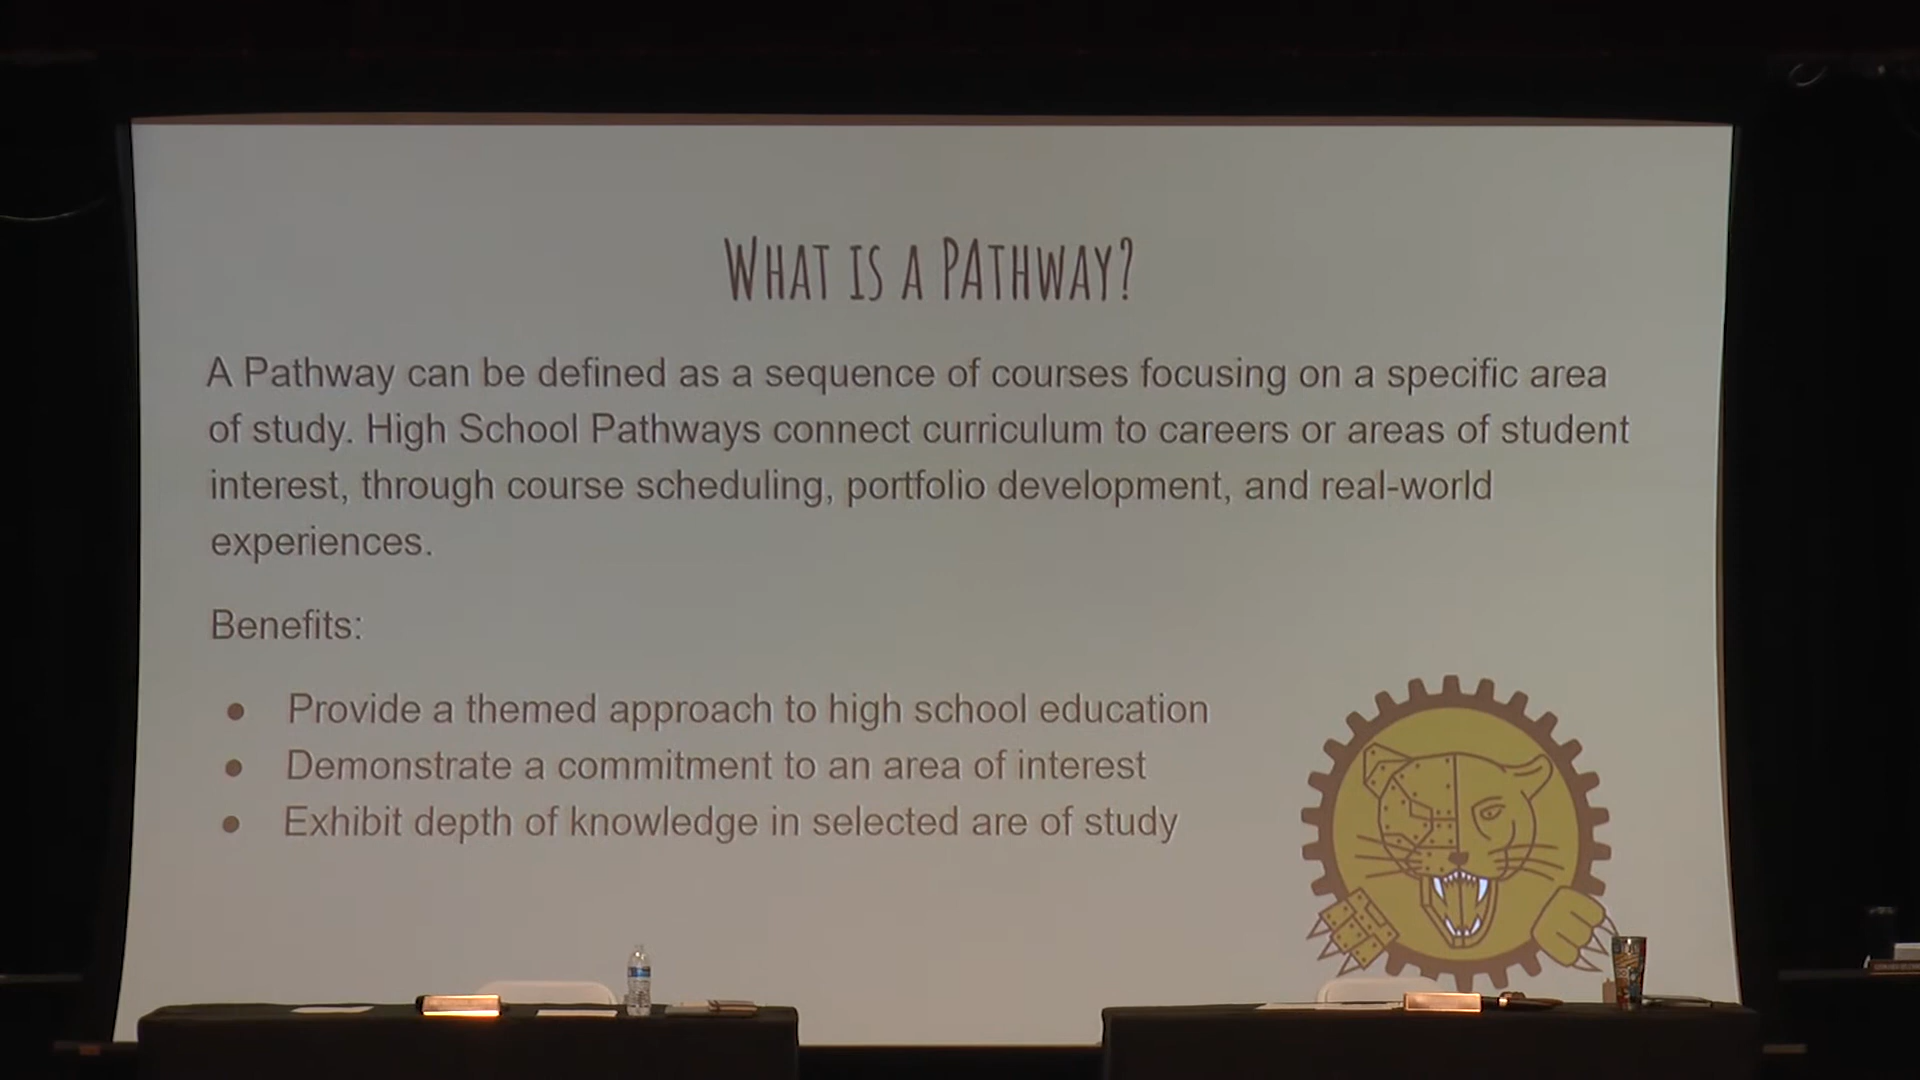 WHAT IS A PATHWAY?
A Pathway can be defined as a sequence of courses focusing on a specific area
of study. High School Pathways connect curriculum to careers or areas of student
interest, through course scheduling, portfolio development, and real-world
experiences.
Benefits:
● Provide a themed approach to high school education
● Demonstrate a commitment to an area of interest
● Exhibit depth of knowledge in selected are of study